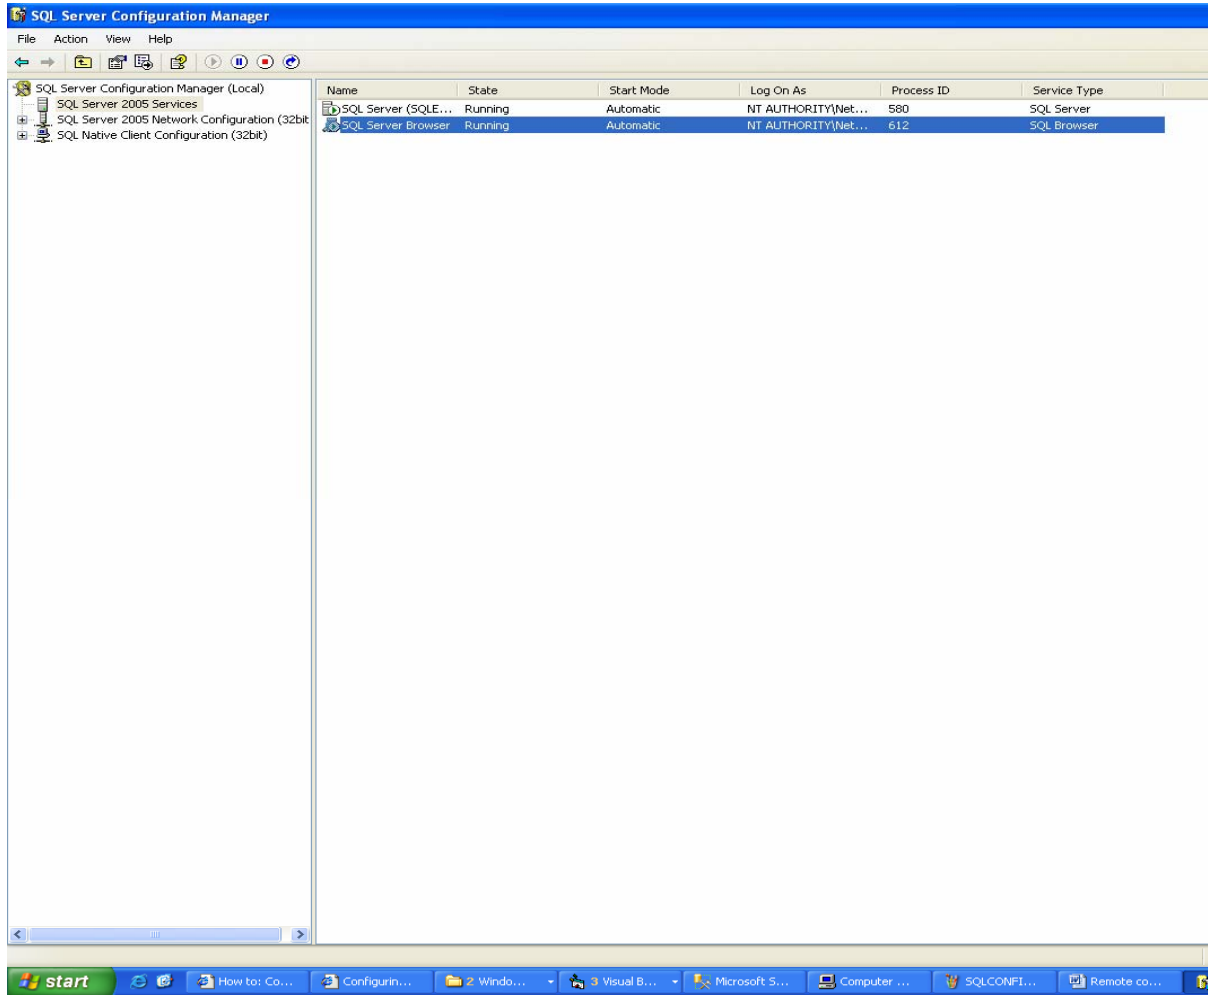 SQL Server Configuration Manager
File Action View Help
SQL Server Configuration Manager (Local)
SQL Server 2005 Services
SQL Server 2005 Network Configuration (32bit
SQL Native Client Configuration (32bit)
Name State Start Mode Log On As Process ID Service Type
SQL Server (SQLE... Running Automatic NT AUTHORITY\Net... 580 SQL Server
SQL Server Browser Running Automatic NT AUTHORITY\Net... 612 SQL Browser
start How to: Co... Configurin... 2 Windo... 3 Visual B... Microsoft S... Computer ... SQLCONFI... Remote co...